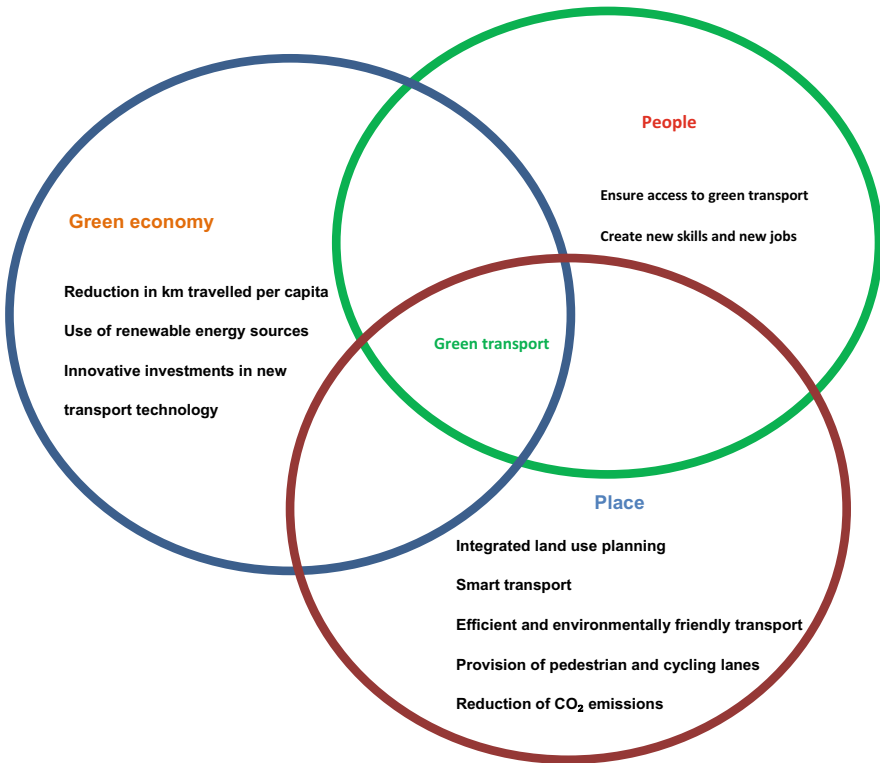 People
Ensure access to green transport
Create new skills and new jobs
Green economy
Reduction in km travelled per capita
Use of renewable energy sources
Innovative investments in new
transport technology
Green transport
Place
Integrated land use planning
Smart transport
Efficient and environmentally friendly transport
Provision of pedestrian and cycling lanes
Reduction of CO₂ emissions